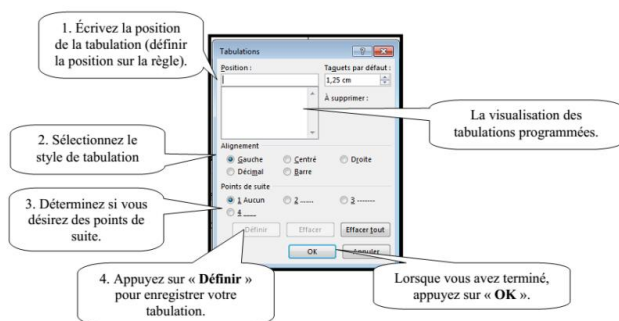 1. Écrivez la position
de la tabulation (définir
la position sur la règle).
Tabulations
Position :
Taquets par défaut :
1,25 cm
À supprimer :
La visualisation des
tabulations programmées.
2. Sélectionnez le
style de tabulation
Alignement
Gauche
Centré
Droite
Décimal
Barre
Points de suite
3. Déterminez si vous
désirez des points de
suite.
1 Aucun
2 .....
3 -------
4 ___
Définir
Effacer
Effacer tout
OK
Annuler
4. Appuyez sur « Définir »
pour enregistrer votre
tabulation.
Lorsque vous avez terminé,
appuyez sur « OK ».